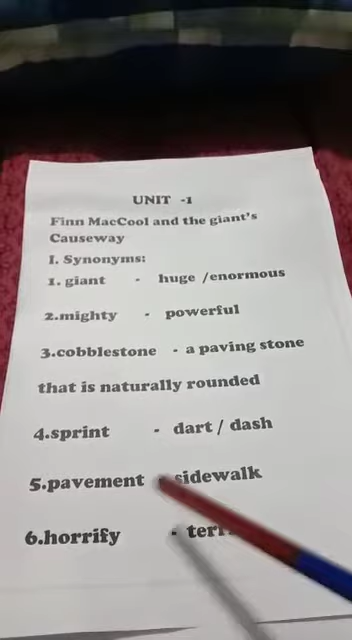 UNIT -1
Finn MacCool and the giant's
Causeway
I. Synonyms:
1. giant - huge /enormous
2.mighty - powerful
3.cobblestone - a paving stone
that is naturally rounded
4.sprint - dart / dash
5.pavement - sidewalk
6.horrify -